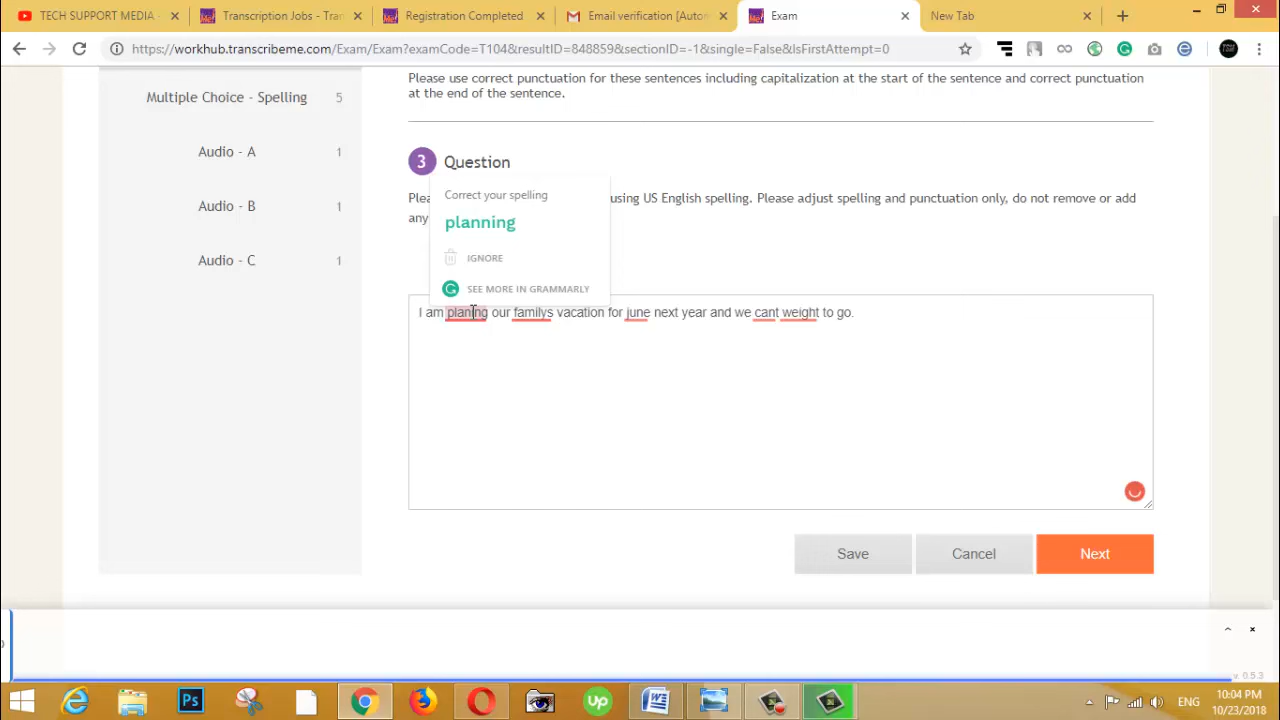 TECH SUPPORT MEDIA -
Transcription Jobs - Tran
Registration Completed
Email verification [Autom
Exam
New Tab
https://workhub.transcribeme.com/Exam/Exam?examCode=T104&resultID=848859&sectionID=-1&single=False&IsFirstAttempt=0
Multiple Choice - Spelling 5
Audio - A 1
Audio - B 1
Audio - C 1
Please use correct punctuation for these sentences including capitalization at the start of the sentence and correct punctuation
at the end of the sentence.
3 Question
Plea
using US English spelling. Please adjust spelling and punctuation only, do not remove or add
any
Correct your spelling
planning
IGNORE
SEE MORE IN GRAMMARLY
I am planing our familys vacation for june next year and we cant weight to go.
Save Cancel Next
v. 0.5.3
Ps
up
ENG
10:04 PM
10/23/2018